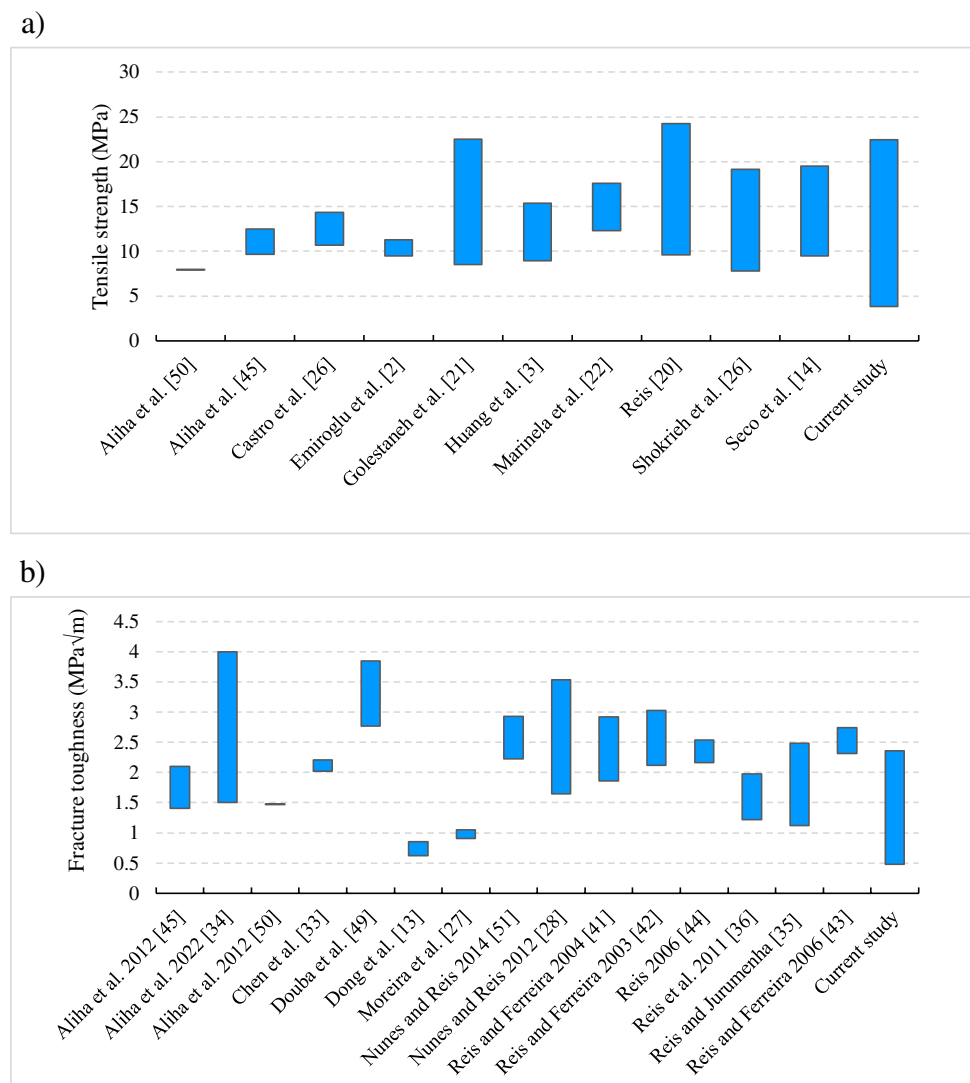 a)
Tensile strength (MPa)
30
25
20
15
10
5
0
Aliha et al. [50]
Aliha et al. [45]
Castro et al. [26]
Emiroglu et al. [2]
Golestaneh et al. [21]
Huang et al. [3]
Marinela et al. [22]
Reis [20]
Shokrieh et al. [26]
Seco et al. [14]
Current study
b)
Fracture toughness (MPa√m)
4.5
4
3.5
3
2.5
2
1.5
1
0.5
0
Aliha et al. 2012 [45]
Aliha et al. 2022 [34]
Aliha et al. 2012 [50]
Chen et al. [33]
Douba et al. [49]
Dong et al. [13]
Moreira et al. [27]
Nunes and Reis 2014 [51]
Nunes and Reis 2012 [28]
Reis and Ferreira 2004 [41]
Reis and Ferreira 2003 [42]
Reis 2006 [44]
Reis et al. 2011 [36]
Reis and Jurumenha [35]
Reis and Ferreira 2006 [43]
Current study